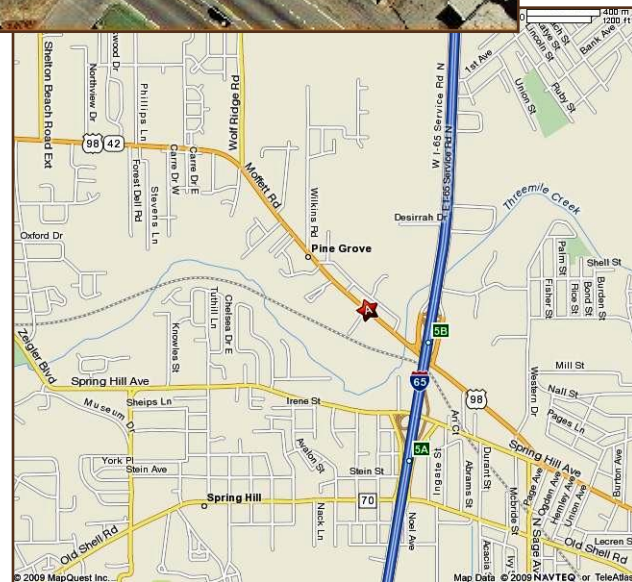 0
400 m
1200 ft
Shelton Beach Road Ext
Northview Dr
wood Dr
Phillips Ln
Wolf Ridge Rd
W I-65 Service Rd N
E I-65 Service Rd N
1st Ave
Lincoln St
Bank Ave
Union St
Ruby St
98
42
Carre Dr W
Carre Dr E
Forest Dell Rd
Stevens Ln
Moffett Rd
Wilkins Rd
Threemile Creek
Desirrah Dr
Oxford Dr
Pine Grove
Palm St
Shell St
Fisher St
Rice St
Bond St
Burden St
A
5B
Zeigler Blvd
Knowles St
Tuthill Ln
Chelsea Dr E
65
Mill St
Western Dr
Nall St
Spring Hill Ave
Sheips Ln
Irene St
98
Pages Ln
Museum Dr
An Ct
Spring Hill Ave
5A
York Pl
Stein Ave
Avalon St
Stein St
Ingate St
Abrams St
Durant St
Mcbride St
Page Ave
Ogden Ave
Hemley Ave
Union Ave
Burton Ave
Spring Hill
70
Nack Ln
Noel Ave
N Sage Av
Old Shell Rd
Old Shell Rd
Lecren S
Acacia S
Ivy S
© 2009 MapQuest Inc.
Map Data © 2009 NAVTEQ or TeleAtlas